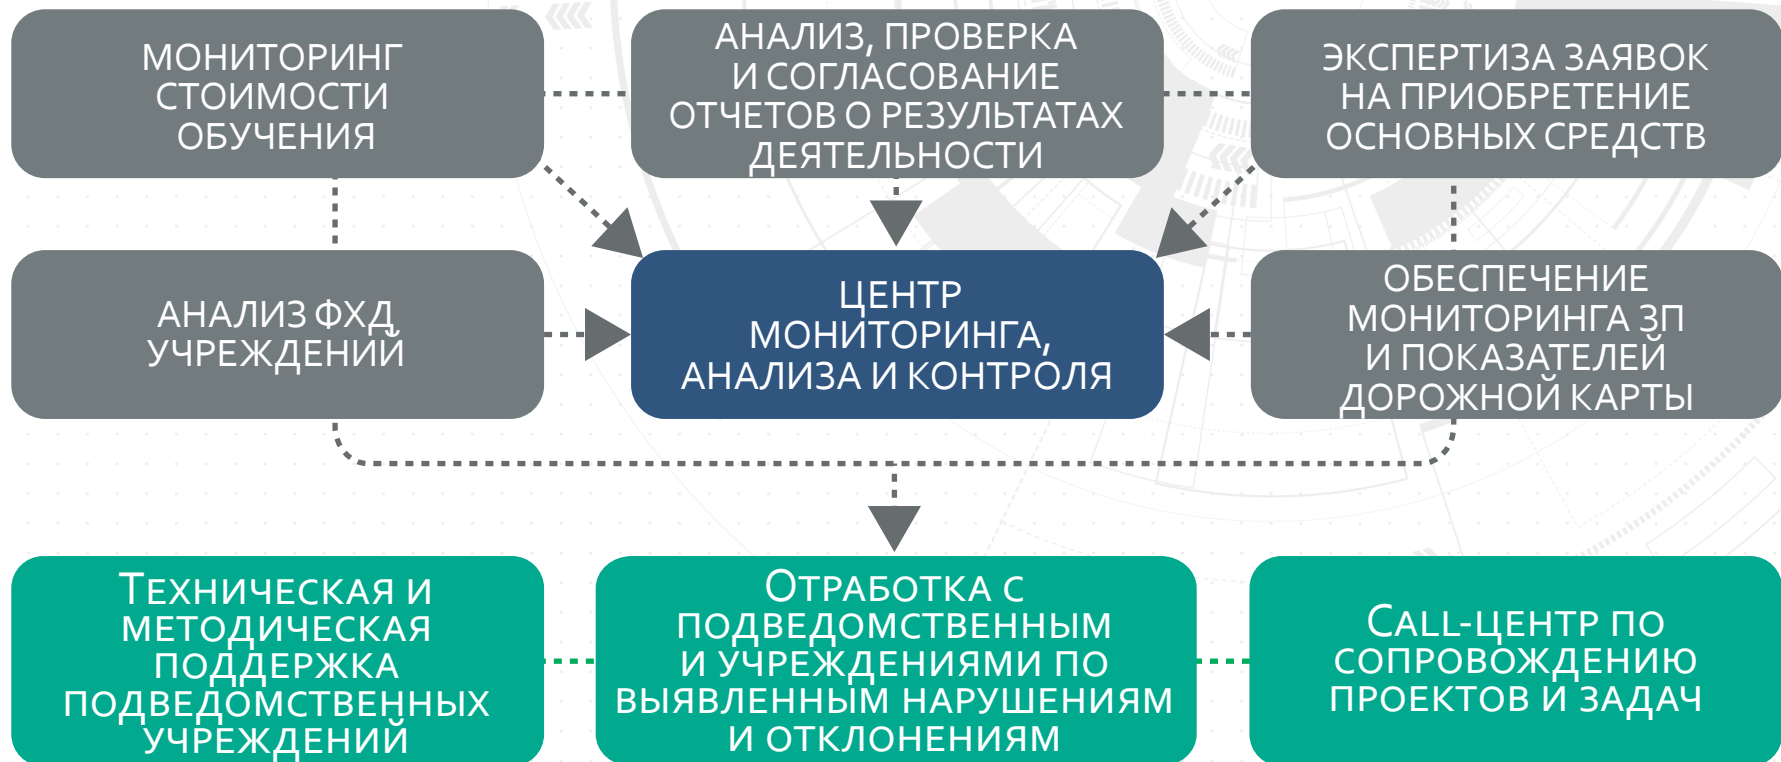 МОНИТОРИНГ
СТОИМОСТИ
ОБУЧЕНИЯ
АНАЛИЗ, ПРОВЕРКА
И СОГЛАСОВАНИЕ
ОТЧЕТОВ О РЕЗУЛЬТАТАХ
ДЕЯТЕЛЬНОСТИ
ЭКСПЕРТИЗА ЗАЯВОК
НА ПРИОБРЕТЕНИЕ
ОСНОВНЫХ СРЕДСТВ
АНАЛИЗ ФХД
УЧРЕЖДЕНИЙ
ЦЕНТР
МОНИТОРИНГА,
АНАЛИЗА И КОНТРОЛЯ
ОБЕСПЕЧЕНИЕ
МОНИТОРИНГА ЗП
И ПОКАЗАТЕЛЕЙ
ДОРОЖНОЙ КАРТЫ
ТЕХНИЧЕСКАЯ И
МЕТОДИЧЕСКАЯ
ПОДДЕРЖКА
ПОДВЕДОМСТВЕННЫХ
УЧРЕЖДЕНИЙ
ОТРАБОТКА С
ПОДВЕДОМСТВЕННЫМ
И УЧРЕЖДЕНИЯМИ ПО
ВЫЯВЛЕННЫМ НАРУШЕНИЯМ
И ОТКЛОНЕНИЯМ
CALL-ЦЕНТР ПО
СОПРОВОЖДЕНИЮ
ПРОЕКТОВ И ЗАДАЧ